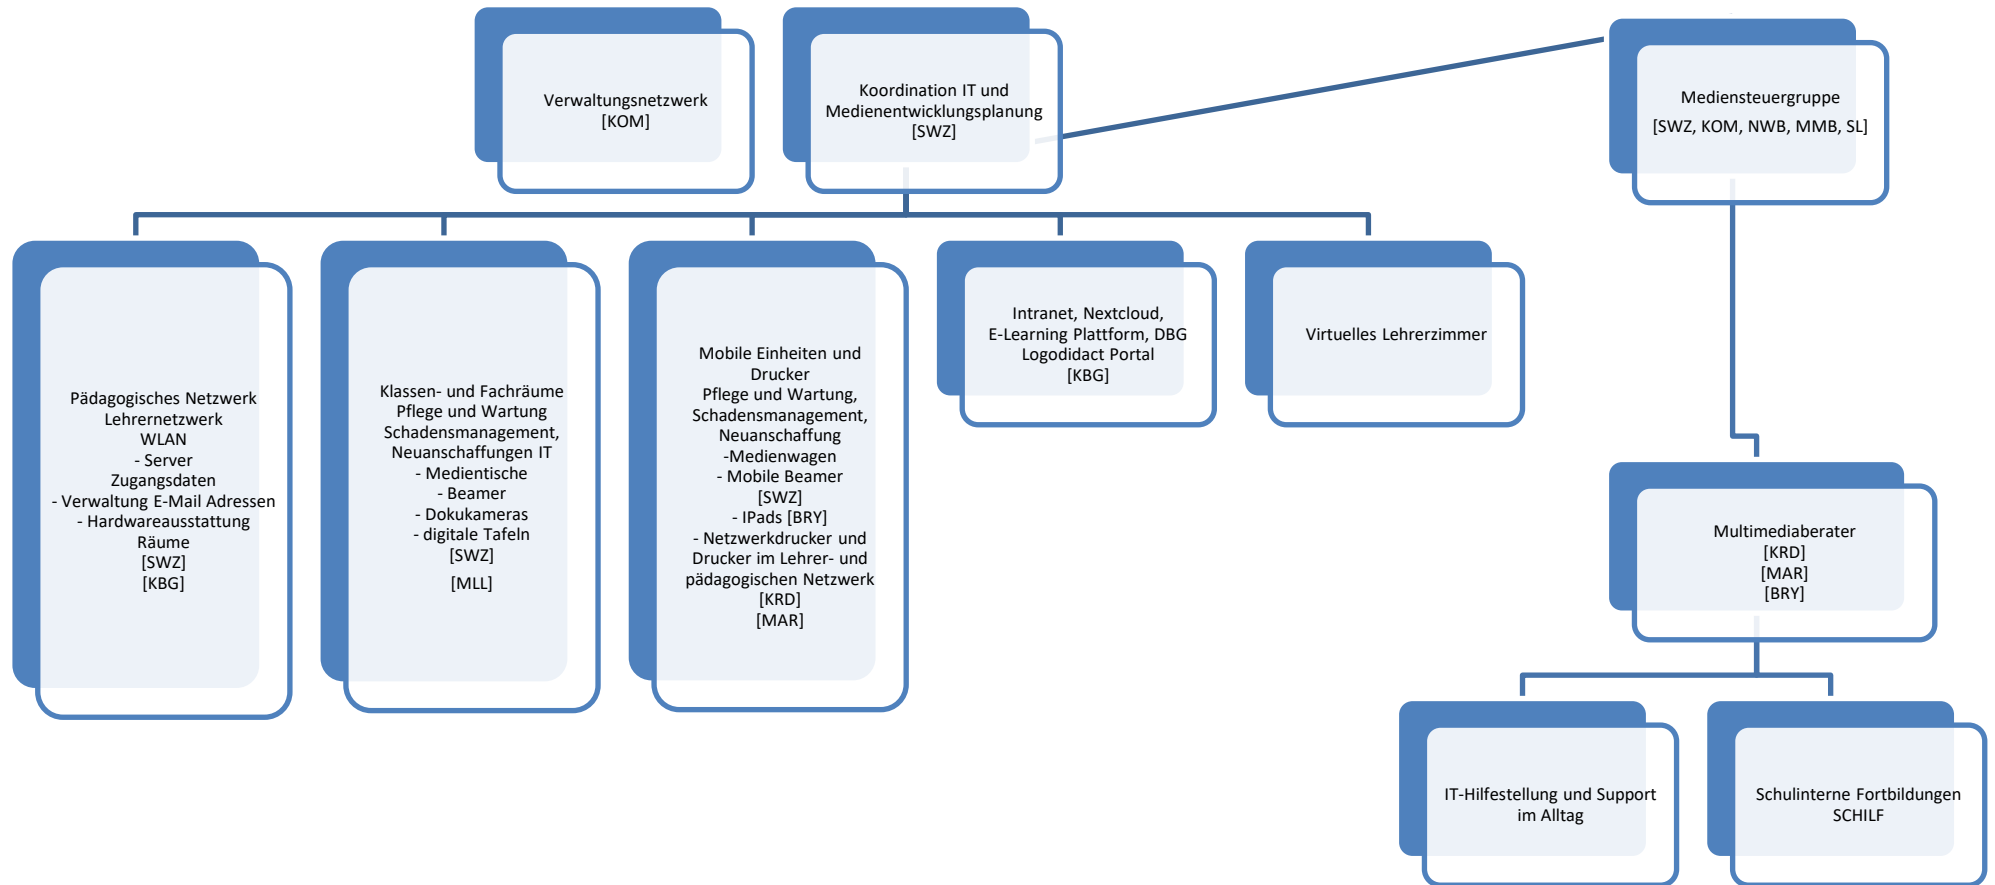 Verwaltungsnetzwerk
[KOM]
Koordination IT und
Medienentwicklungsplanung
[SWZ]
Mediensteuergruppe
[SWZ, KOM, NWB, MMB, SL]
Pädagogisches Netzwerk
Lehrernetzwerk
WLAN
- Server
Zugangsdaten
- Verwaltung E-Mail Adressen
- Hardwareausstattung
Räume
[SWZ]
[KBG]
Klassen- und Fachräume
Pflege und Wartung
Schadensmanagement,
Neuanschaffungen IT
- Medientische
- Beamer
- Dokukameras
- digitale Tafeln
[SWZ]
[MLL]
Mobile Einheiten und
Drucker
Pflege und Wartung,
Schadensmanagement,
Neuanschaffung
-Medienwagen
- Mobile Beamer
[SWZ]
- IPads [BRY]
- Netzwerkdrucker und
Drucker im Lehrer- und
pädagogischen Netzwerk
[KRD]
[MAR]
Intranet, Nextcloud,
E-Learning Plattform, DBG
Logodidact Portal
[KBG]
Virtuelles Lehrerzimmer
Multimediaberater
[KRD]
[MAR]
[BRY]
IT-Hilfestellung und Support
im Alltag
Schulinterne Fortbildungen
SCHILF